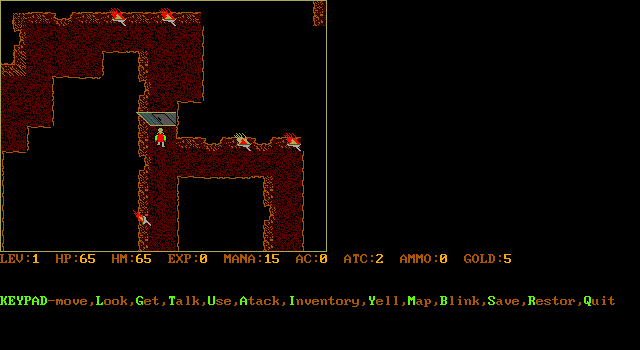 LEV:1 HP:65 HM:65 EXP:0 MANA:15 AC:0 ATC:2 AMMO:0 GOLD:5
KEYPAD-move,Look,Get,Talk,Use,Atack,Inventory,Yell,Map,Blink,Save,Restor,Quit